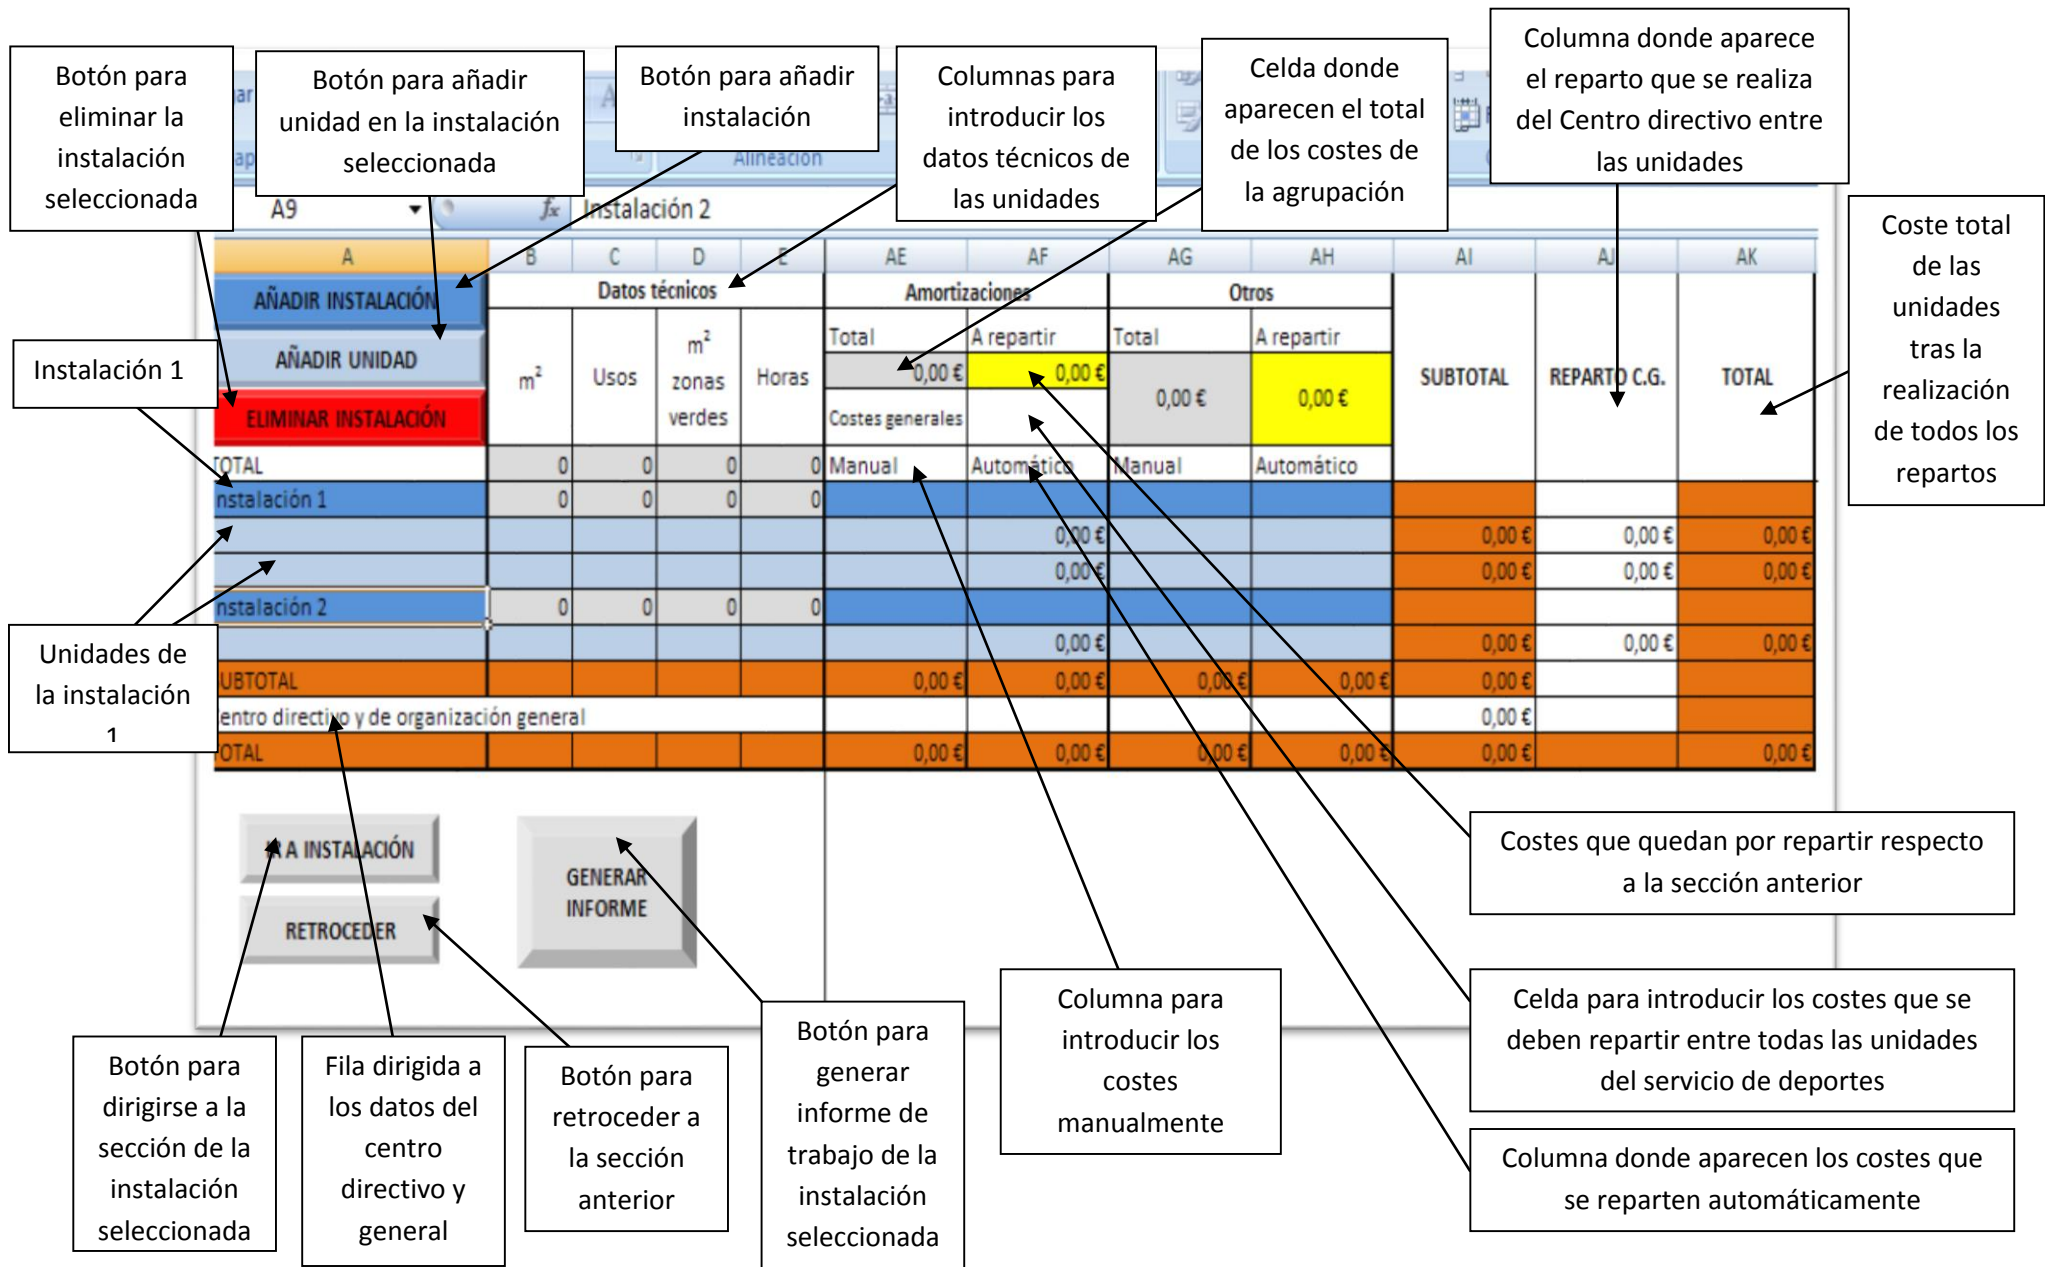 Botón para
eliminar la
instalación
seleccionada
Botón para añadir
unidad en la instalación
seleccionada
Botón para añadir
instalación
Columnas para
introducir los
datos técnicos de
las unidades
Celda donde
aparecen el total
de los costes de
la agrupación
Columna donde aparece
el reparto que se realiza
del Centro directivo entre
las unidades
Coste total
de las
unidades
tras la
realización
de todos los
repartos
Alineación
A9 fx Instalación 2
A B C D E AE AF AG AH AI AJ AK
AÑADIR INSTALACIÓN
AÑADIR UNIDAD
ELIMINAR INSTALACIÓN
Datos técnicos Amortizaciones Otros
m² Usos m² zonas verdes Horas
Total A repartir Total A repartir
0,00 € 0,00 €
0,00 € 0,00 €
Costes generales
SUBTOTAL REPARTO C.G. TOTAL
TOTAL 0 0 0 0 Manual Automático Manual Automático
nstalación 1 0 0 0 0
0,00 € 0,00 € 0,00 € 0,00 €
0,00 € 0,00 € 0,00 € 0,00 €
nstalación 2 0 0 0 0
0,00 € 0,00 € 0,00 € 0,00 €
UBTOTAL 0,00 € 0,00 € 0,00 € 0,00 € 0,00 €
entro directivo y de organización general 0,00 €
TOTAL 0,00 € 0,00 € 0,00 € 0,00 € 0,00 € 0,00 €
Instalación 1
Unidades de
la instalación
1
IR A INSTALACIÓN
RETROCEDER
GENERAR
INFORME
Costes que quedan por repartir respecto
a la sección anterior
Celda para introducir los costes que se
deben repartir entre todas las unidades
del servicio de deportes
Columna donde aparecen los costes que
se reparten automáticamente
Columna para
introducir los
costes
manualmente
Botón para
dirigirse a la
sección de la
instalación
seleccionada
Fila dirigida a
los datos del
centro
directivo y
general
Botón para
retroceder a
la sección
anterior
Botón para
generar
informe de
trabajo de la
instalación
seleccionada